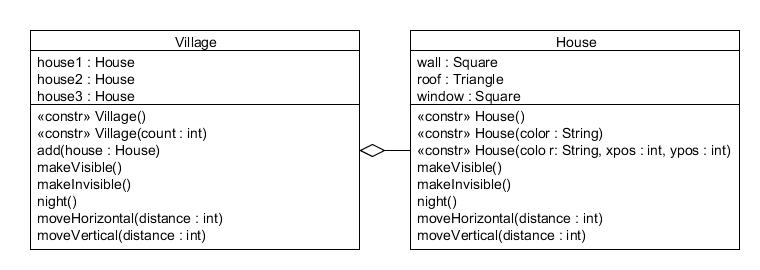 Village
house1 : House
house2 : House
house3 : House
«constr» Village()
«constr» Village(count : int)
add(house : House)
makeVisible()
makeInvisible()
night()
moveHorizontal(distance : int)
moveVertical(distance : int)
House
wall : Square
roof : Triangle
window : Square
«constr» House()
«constr» House(color : String)
«constr» House(colo r: String, xpos : int, ypos : int)
makeVisible()
makeInvisible()
night()
moveHorizontal(distance : int)
moveVertical(distance : int)